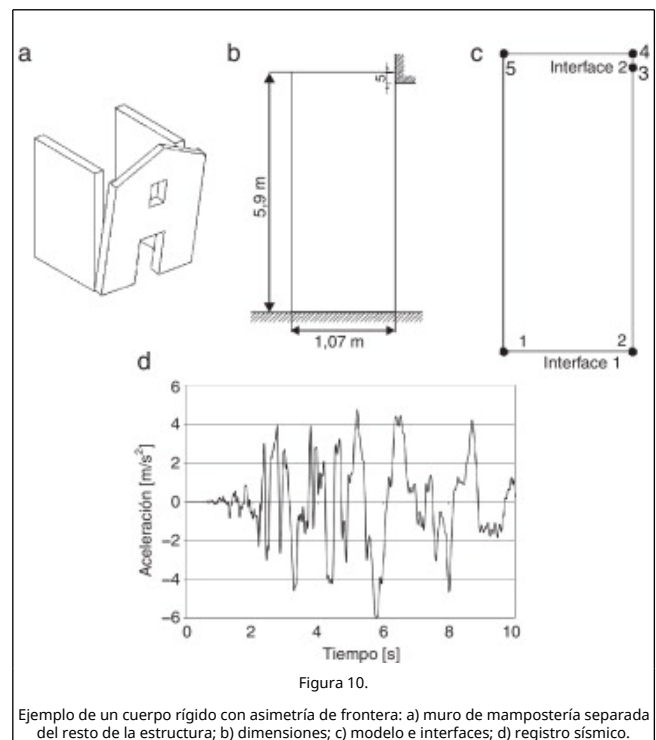 a
b
c
5
5,9 m
1,07 m
4
5
Interface 2
3
1
2
Interface 1
d
Aceleración [m/s²]
6
4
2
0
−2
−4
−6
0
2
4
6
8
10
Tiempo [s]
Figura 10.
Ejemplo de un cuerpo rígido con asimetría de frontera: a) muro de mampostería separada
del resto de la estructura; b) dimensiones; c) modelo e interfaces; d) registro sísmico.